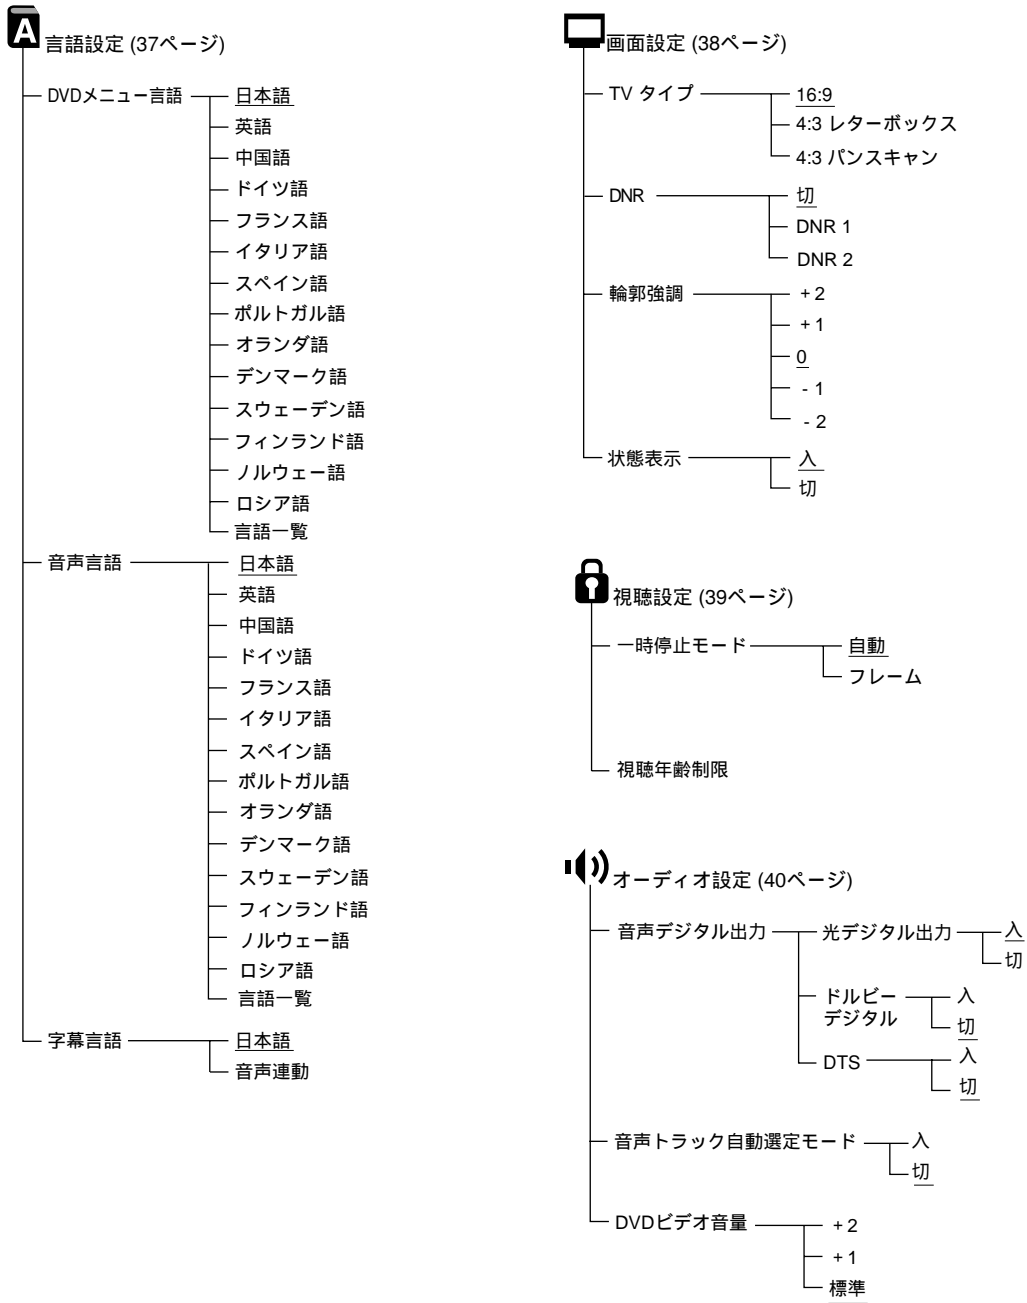 A
言語設定 (37ページ)
DVDメニュー言語
日本語
英語
中国語
ドイツ語
フランス語
イタリア語
スペイン語
ポルトガル語
オランダ語
デンマーク語
スウェーデン語
フィンランド語
ノルウェー語
ロシア語
言語一覧
音声言語
日本語
英語
中国語
ドイツ語
フランス語
イタリア語
スペイン語
ポルトガル語
オランダ語
デンマーク語
スウェーデン語
フィンランド語
ノルウェー語
ロシア語
言語一覧
字幕言語
日本語
音声連動
画面設定 (38ページ)
TV タイプ
16:9
4:3 レターボックス
4:3 パンスキャン
DNR
切
DNR 1
DNR 2
輪郭強調
+ 2
+ 1
0
- 1
- 2
状態表示
入
切
視聴設定 (39ページ)
一時停止モード
自動
フレーム
視聴年齢制限
オーディオ設定 (40ページ)
音声デジタル出力
光デジタル出力
入
切
ドルビー
デジタル
入
切
DTS
入
切
音声トラック自動選定モード
入
切
DVDビデオ音量
+ 2
+ 1
標準